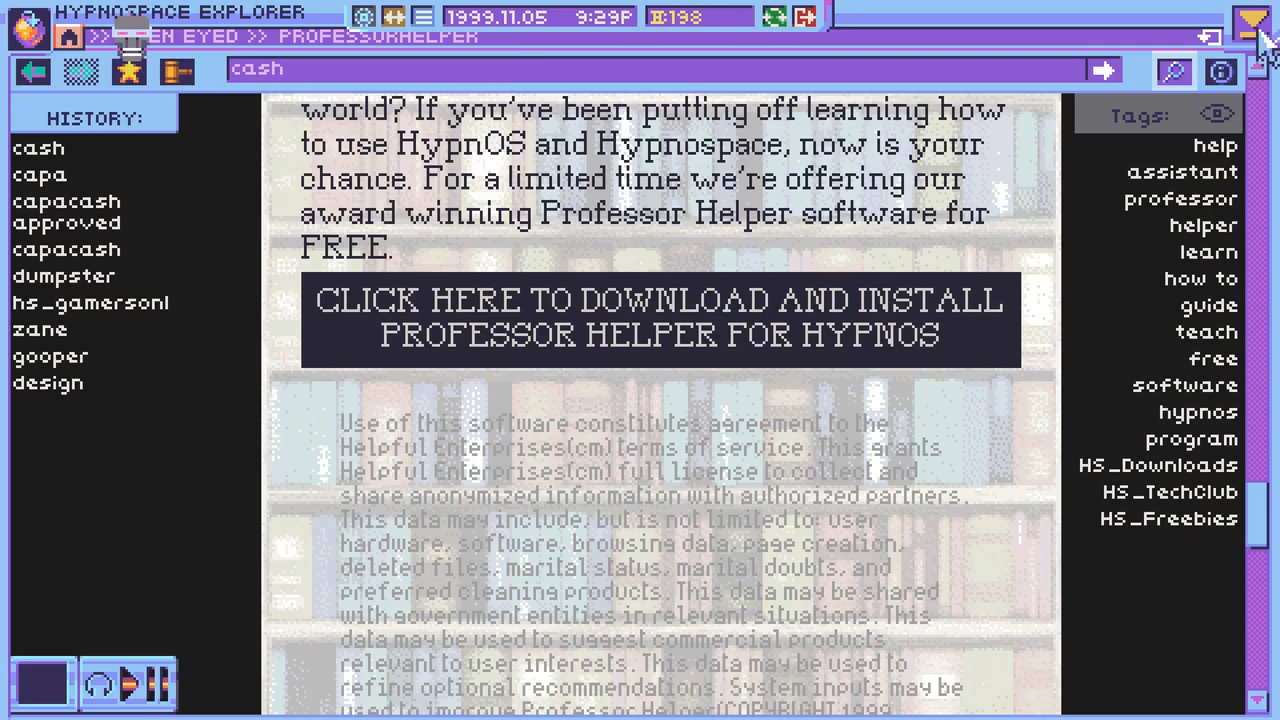 HYPNOSPACE EXPLORER
1999.11.05 9:29P
198
EN EYED >> PROFESSORHELPER
cash
HISTORY:
cash
capa
capacash
approved
capacash
dumpster
hs_gamersonl
zane
gooper
design
world? If you've been putting off learning how
to use HypnOS and Hypnospace, now is your
chance. For a limited time we're offering our
award winning Professor Helper software for
FREE.
CLICK HERE TO DOWNLOAD AND INSTALL
PROFESSOR HELPER FOR HYPNOS
Use of this software constitutes agreement to the
Helpful Enterprises(cm) terms of service. This grants
Helpful Enterprises(cm) full license to collect and
share anonymized information with authorized partners.
This data may include, but is not limited to: user
hardware, software, browsing data, page creation,
deleted files, marital status, marital doubts, and
preferred cleaning products. This data may be shared
with government entities in relevant situations. This
data may be used to suggest commercial products
relevant to user interests. This data may be used to
refine optional recommendations. System inputs may be
used to improve Professor Helper(COPYRIGHT 1999)
Tags:
help
assistant
professor
helper
learn
how to
guide
teach
free
software
hypnos
program
HS_Downloads
HS_TechClub
HS_Freebies